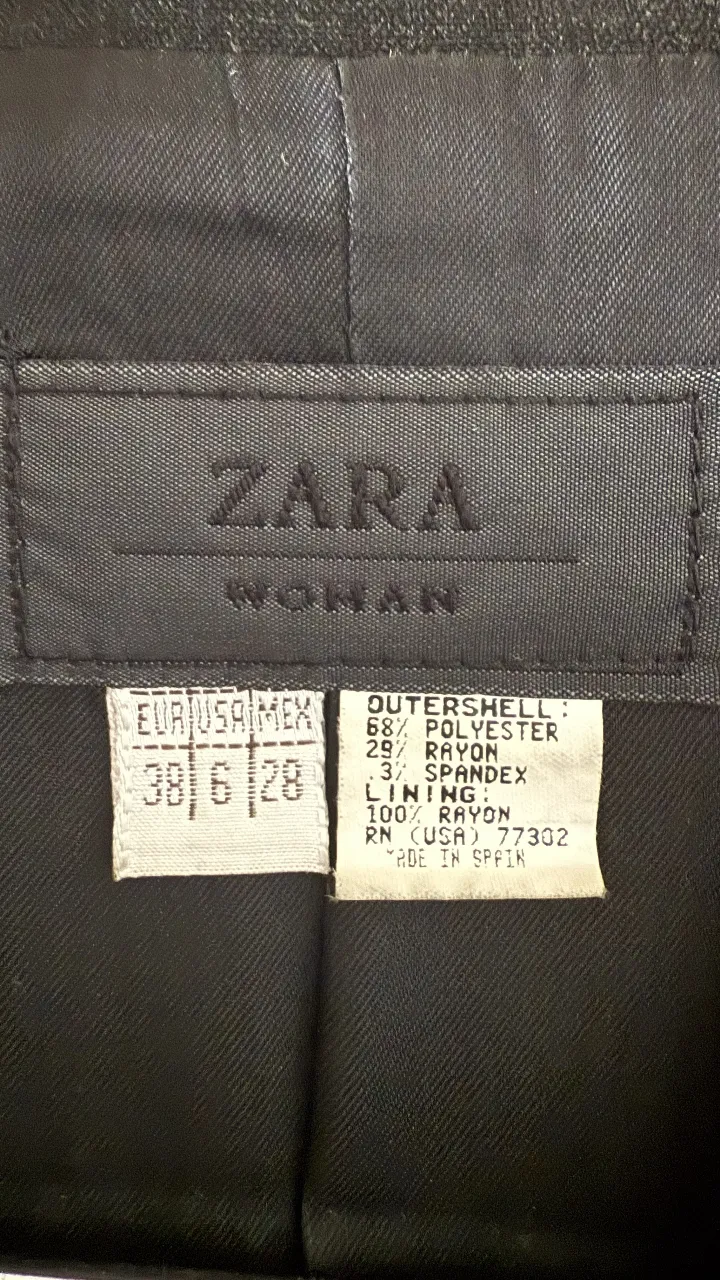 ZARA
WOMAN
EUR USA MEX
38 6 28
OUTERSHELL:
68% POLYESTER
29% RAYON
.3% SPANDEX
LINING:
100% RAYON
RN (USA) 77302
MADE IN SPAIN